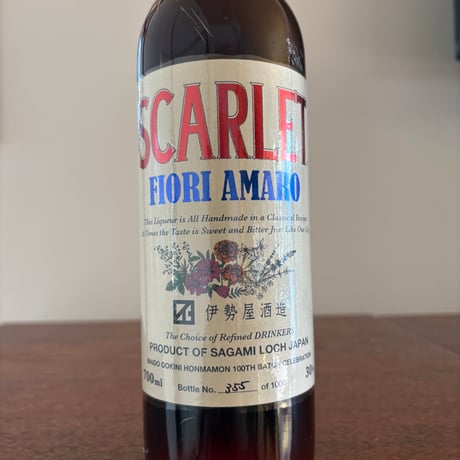 SCARLET
FIORI AMARO
This Liqueur is All Handmade in a Classical Recipe
Times the Taste is Sweet and Bitter Just Like Our
伊勢屋酒造
The Choice of Refined DRINKERS
PRODUCT OF SAGAMI LOCH JAPAN
MAIDO OOKINI HONMAMON 100TH BATCH CELEBRATION
700ml
30
Bottle No. 355 of 1000